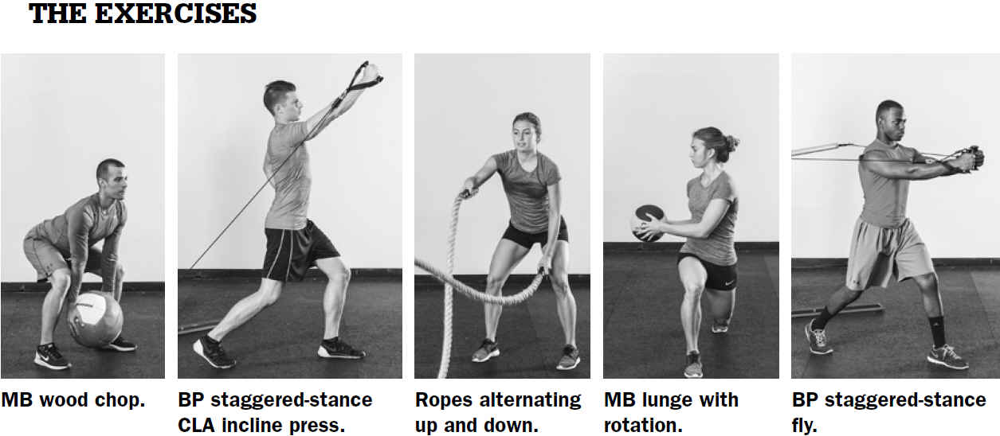 THE EXERCISES
MB wood chop.
BP staggered-stance
CLA incline press.
Ropes alternating
up and down.
MB lunge with
rotation.
BP staggered-stance
fly.